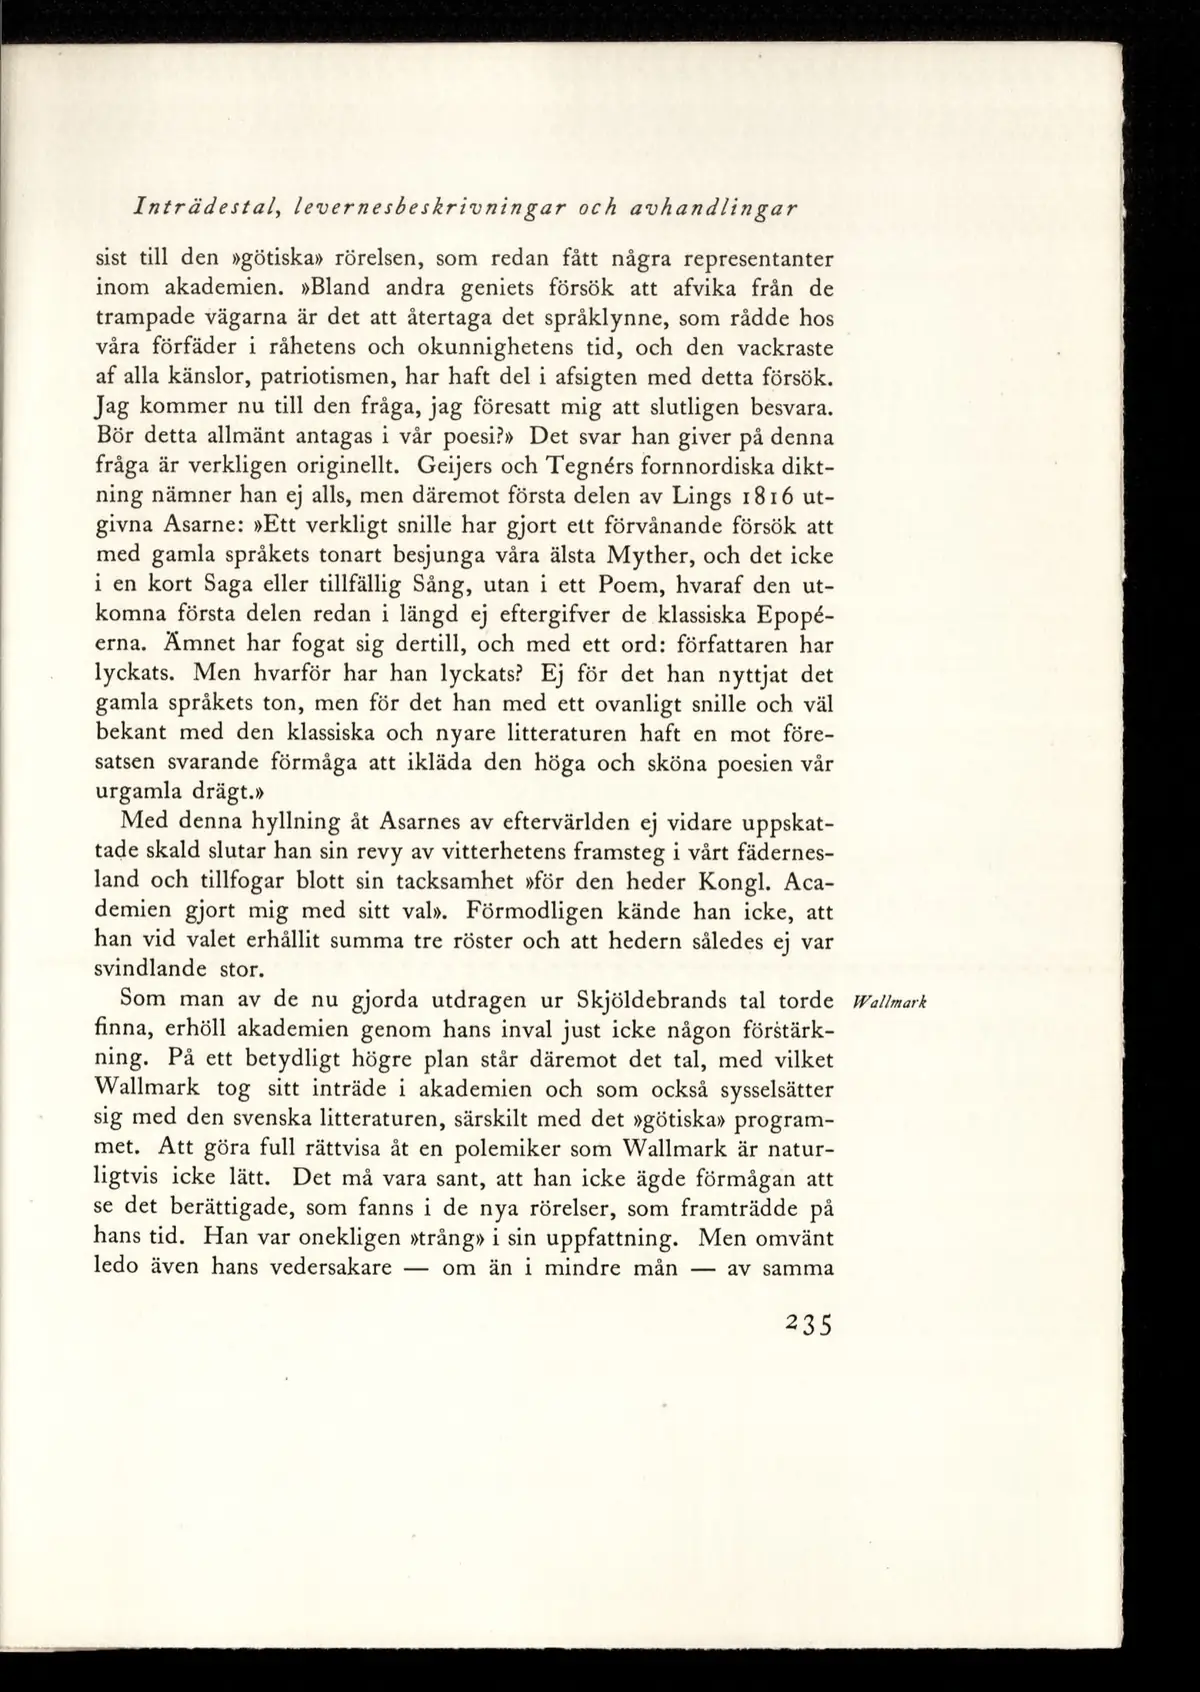 Inträdestal, levernesbeskrivningar och avhandlingar
sist till den »götiska» rörelsen, som redan fått några representanter
inom akademien. »Bland andra geniets försök att afvika från de
trampade vägarna är det att återtaga det språklynne, som rådde hos
våra förfäder i råhetens och okunnighetens tid, och den vackraste
af alla känslor, patriotismen, har haft del i afsigten med detta försök.
Jag kommer nu till den fråga, jag föresatt mig att slutligen besvara.
Bör detta allmänt antagas i vår poesi?» Det svar han giver på denna
fråga är verkligen originellt. Geijers och Tegnérs fornnordiska dikt-
ning nämner han ej alls, men däremot första delen av Lings 1816 ut-
givna Asarne: »Ett verkligt snille har gjort ett förvånande försök att
med gamla språkets tonart besjunga våra älsta Myther, och det icke
i en kort Saga eller tillfällig Sång, utan i ett Poem, hvaraf den ut-
komna första delen redan i längd ej eftergifver de klassiska Epopé-
erna. Ämnet har fogat sig dertill, och med ett ord: författaren har
lyckats. Men hvarför har han lyckats? Ej för det han nyttjat det
gamla språkets ton, men för det han med ett ovanligt snille och väl
bekant med den klassiska och nyare litteraturen haft en mot före-
satsen svarande förmåga att ikläda den höga och sköna poesien vår
urgamla drägt.»
Med denna hyllning åt Asarnes av eftervärlden ej vidare uppskat-
tade skald slutar han sin revy av vitterhetens framsteg i vårt fädernes-
land och tillfogar blott sin tacksamhet »för den heder Kongl. Aca-
demien gjort mig med sitt val». Förmodligen kände han icke, att
han vid valet erhållit summa tre röster och att hedern således ej var
svindlande stor.
Som man av de nu gjorda utdragen ur Skjöldebrands tal torde Wallmark
finna, erhöll akademien genom hans inval just icke någon förstärk-
ning. På ett betydligt högre plan står däremot det tal, med vilket
Wallmark tog sitt inträde i akademien och som också sysselsätter
sig med den svenska litteraturen, särskilt med det »götiska» program-
met. Att göra full rättvisa åt en polemiker som Wallmark är natur-
ligtvis icke lätt. Det må vara sant, att han icke ägde förmågan att
se det berättigade, som fanns i de nya rörelser, som framträdde på
hans tid. Han var onekligen »trång» i sin uppfattning. Men omvänt
ledo även hans vedersakare — om än i mindre mån — av samma
235